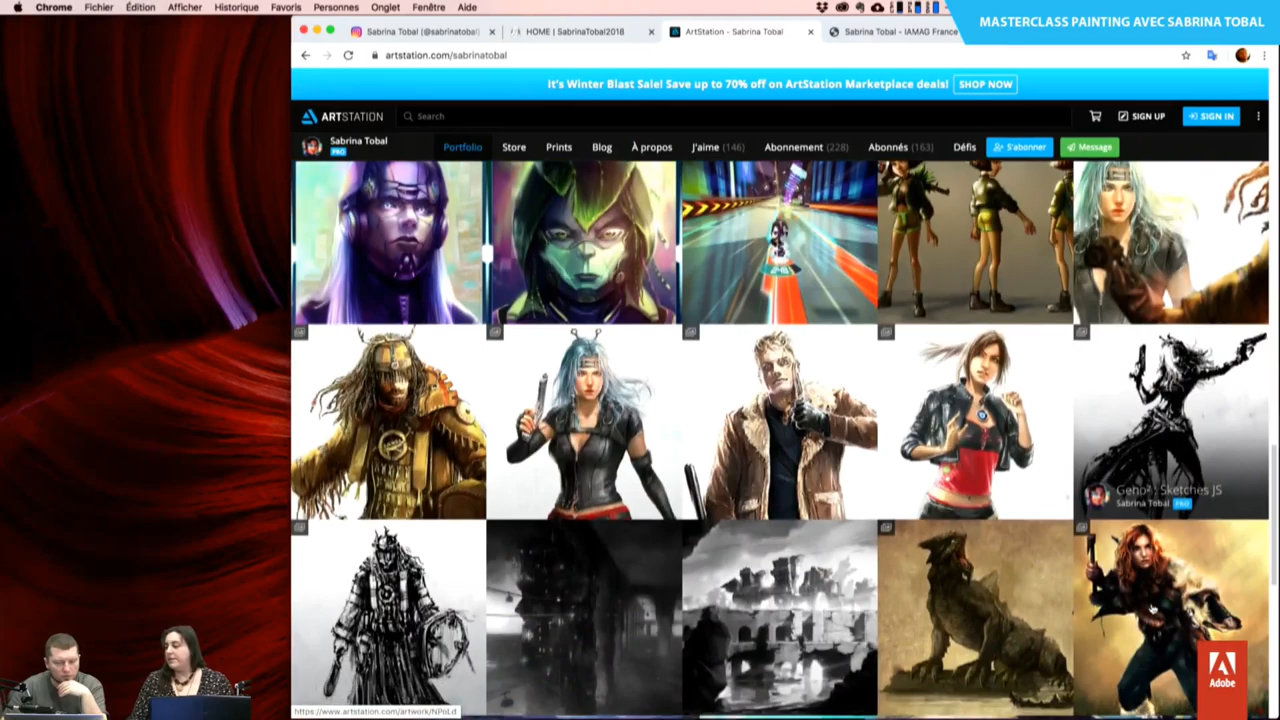 Chrome Fichier Édition Afficher Historique Favoris Personnes Onglet Fenêtre Aide
MASTERCLASS PAINTING AVEC SABRINA TOBAL
Sabrina Tobal (@sabrinatobal)
HOME | SabrinaTobal2018
ArtStation - Sabrina Tobal
Sabrina Tobal - IAMAG France
artstation.com/sabrinatobal
It's Winter Blast Sale! Save up to 70% off on ArtStation Marketplace deals! SHOP NOW
ARTSTATION
Search
SIGN UP
SIGN IN
Sabrina Tobal
PRO
Portfolio Store Prints Blog À propos J'aime (146) Abonnement (228) Abonnés (163) Défis S'abonner Message
Geho² : Sketches JS
Sabrina Tobal PRO
https://www.artstation.com/artwork/NPoLd
Adobe